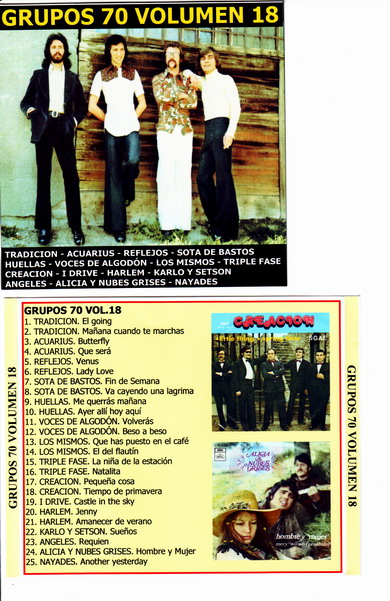 GRUPOS 70 VOLUMEN 18
TRADICION - ACUARIUS - REFLEJOS - SOTA DE BASTOS
HUELLAS - VOCES DE ALGODÓN - LOS MISMOS - TRIPLE FASE
CREACION - I DRIVE - HARLEM - KARLO Y SETSON
ANGELES - ALICIA Y NUBES GRISES - NAYADES
GRUPOS 70 VOLUMEN 18
GRUPOS 70 VOL.18
1. TRADICION. El going
2. TRADICION. Mañana cuando te marchas
3. ACUARIUS. Butterfly
4. ACUARIUS. Que será
5. REFLEJOS. Venus
6. REFLEJOS. Lady Love
7. SOTA DE BASTOS. Fin de Semana
8. SOTA DE BASTOS. Va cayendo una lagrima
9. HUELLAS. Me querrás mañana
10. HUELLAS. Ayer allí hoy aquí
11. VOCES DE ALGODÓN. Volverás
12. VOCES DE ALGODÓN. Beso a beso
13. LOS MISMOS. Que has puesto en el café
14. LOS MISMOS. El del flautín
15. TRIPLE FASE. La niña de la estación
16. TRIPLE FASE. Natalita
17. CREACION. Pequeña cosa
18. CREACION. Tiempo de primavera
19. I DRIVE. Castle in the sky
20. HARLEM. Jenny
21. HARLEM. Amanecer de verano
22. KARLO Y SETSON. Sueños
23. ANGELES. Requien
24. ALICIA Y NUBES GRISES. Hombre y Mujer
25. NAYADES. Another yesterday
CREACION
SGAE
ALICIA
NUBES
GRISES
hombre y mujer
GRUPOS 70 VOLUMEN 18